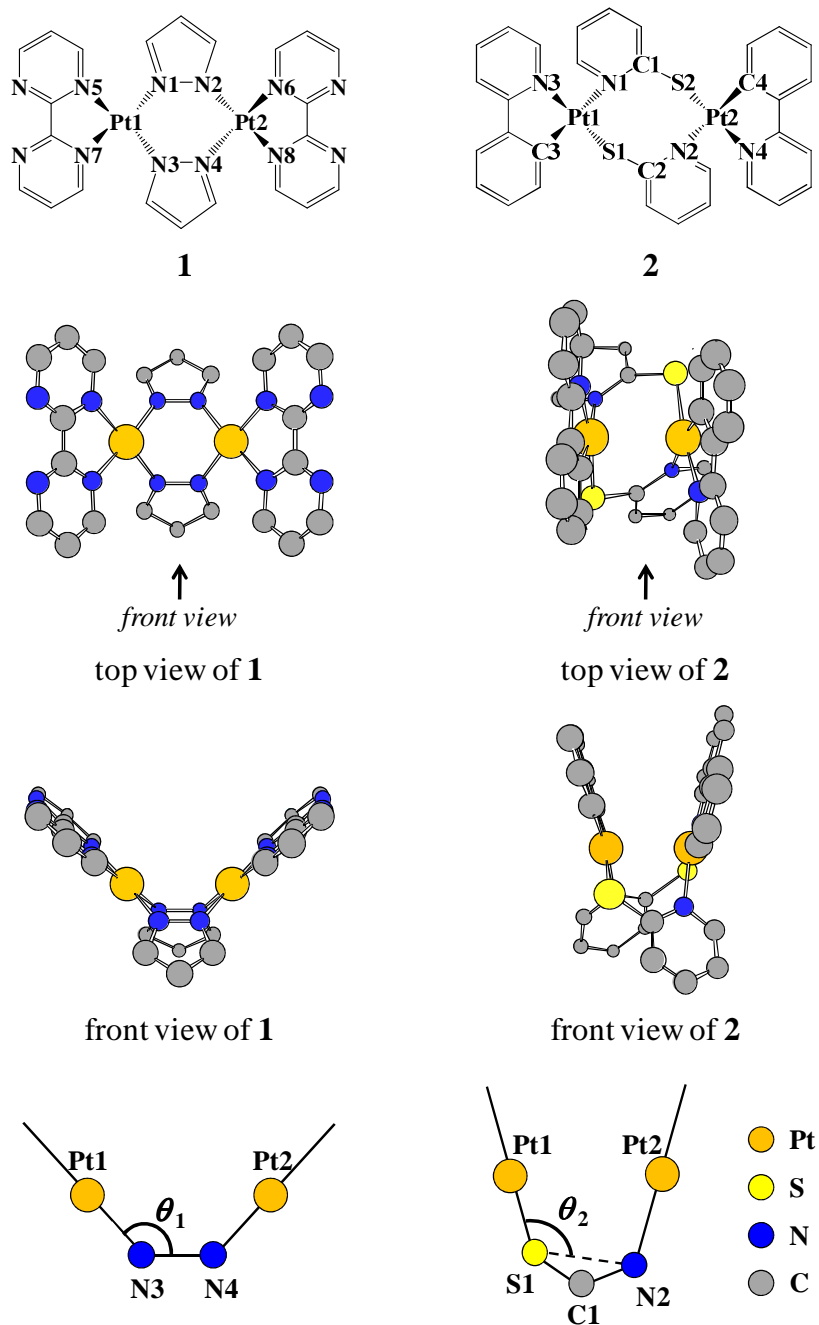 N N5 N1 N2 N6 N
Pt1 Pt2
N N7 N3 N4 N8 N
1
N3 N1 C1 S2 C4
Pt1 Pt2
C3 S1 C2 N2 N4
2
front view
top view of 1
front view
top view of 2
front view of 1
front view of 2
Pt1 Pt2
θ1
N3 N4
Pt1 Pt2
θ2
S1 C1 N2
Pt
S
N
C